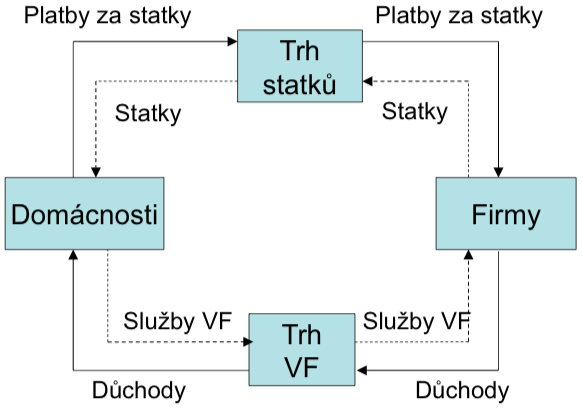 Platby za statky
Platby za statky
Trh
statků
Statky
Statky
Domácnosti
Firmy
Služby VF
Trh
VF
Služby VF
Důchody
Důchody